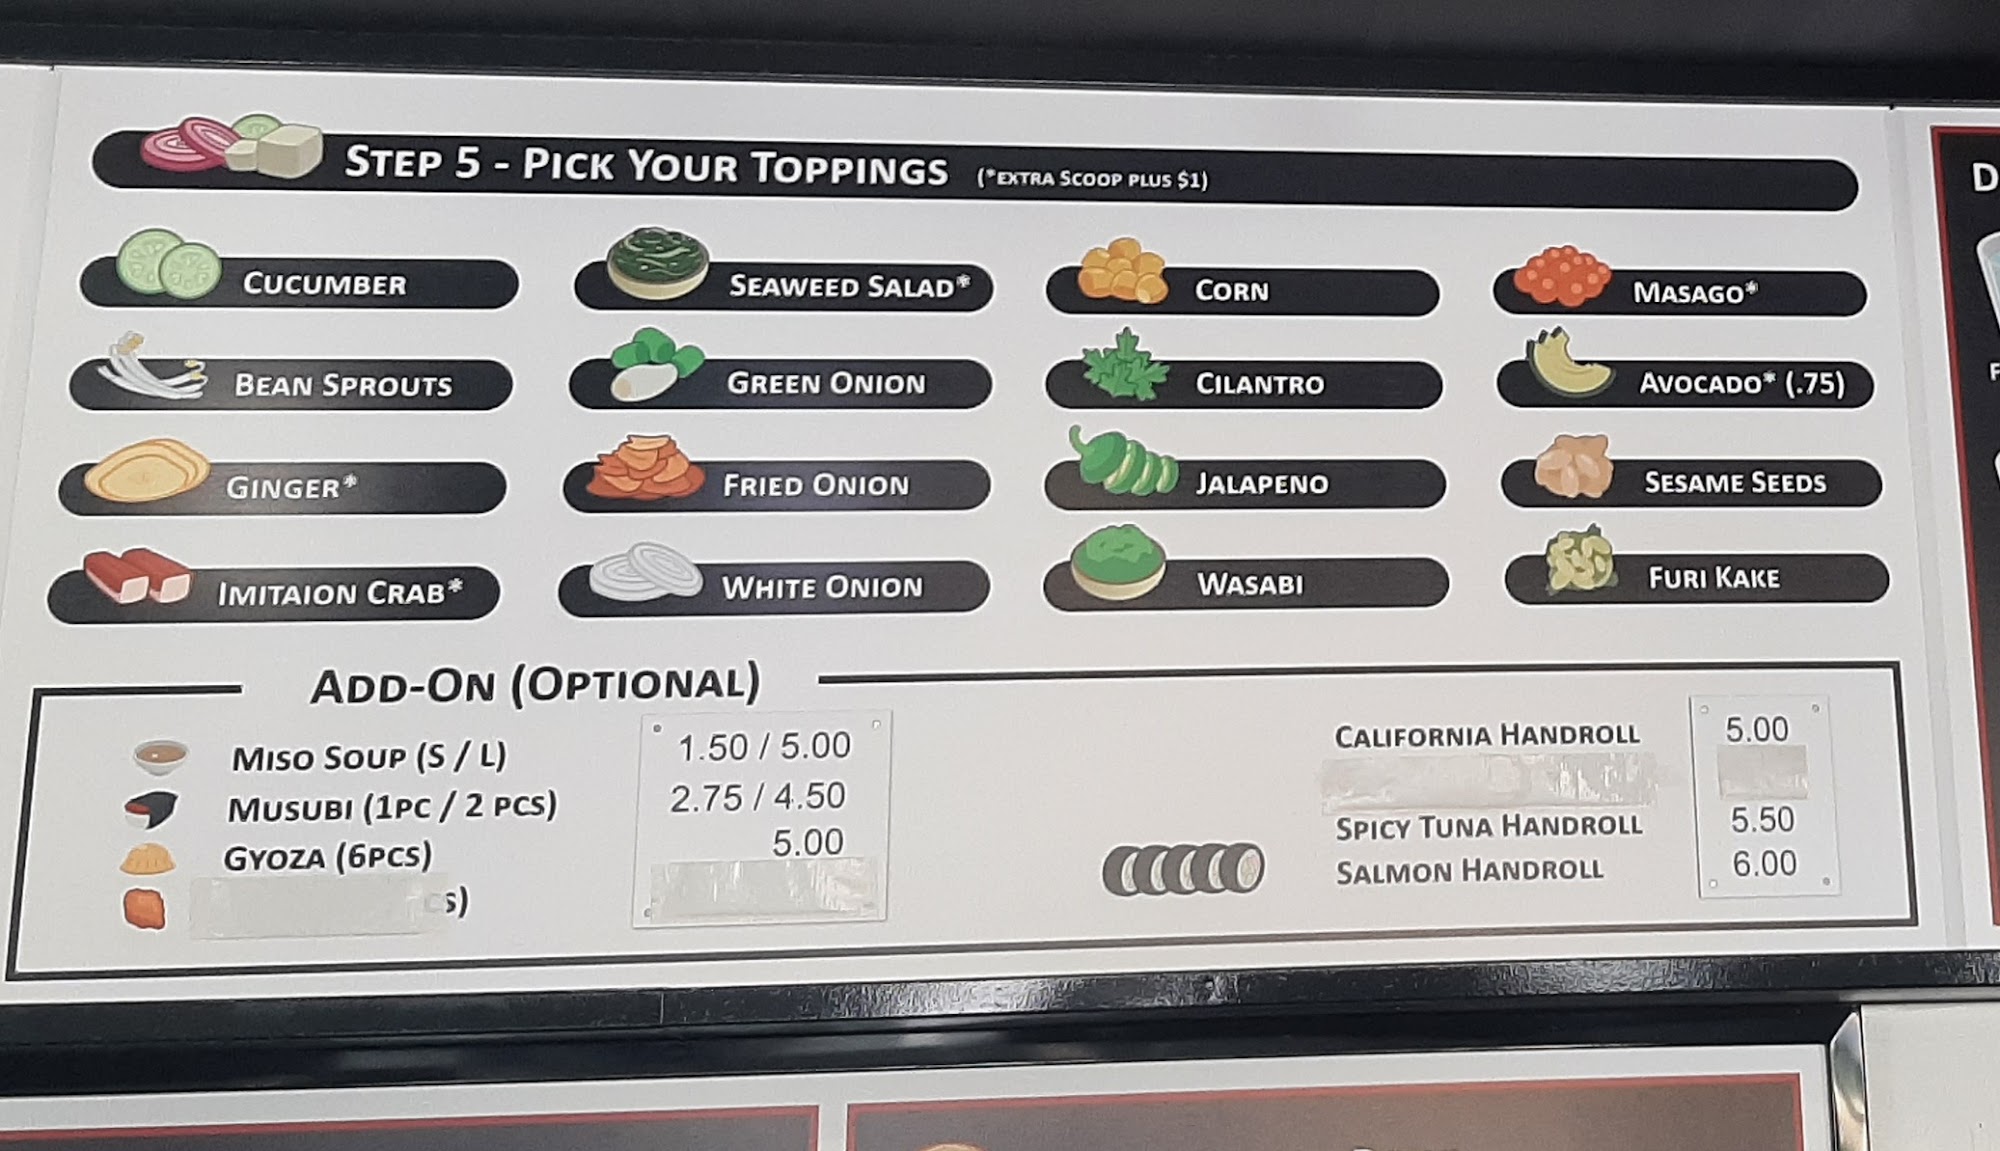 STEP 5 - PICK YOUR TOPPINGS (*EXTRA SCOOP PLUS $1)
CUCUMBER
SEAWEED SALAD*
CORN
MASAGO*
BEAN SPROUTS
GREEN ONION
CILANTRO
AVOCADO* (.75)
GINGER*
FRIED ONION
JALAPENO
SESAME SEEDS
IMITAION CRAB*
WHITE ONION
WASABI
FURI KAKE
ADD-ON (OPTIONAL)
MISO SOUP (S / L) 1.50 / 5.00
MUSUBI (1PC / 2 PCS) 2.75 / 4.50
GYOZA (6PCS) 5.00
CALIFORNIA HANDROLL 5.00
SPICY TUNA HANDROLL 5.50
SALMON HANDROLL 6.00